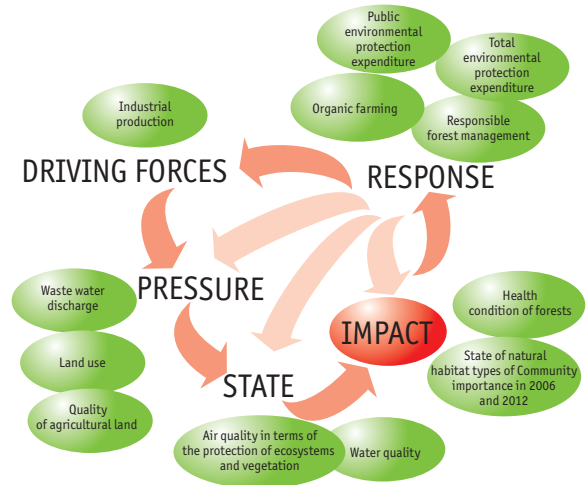 Public
environmental
protection
expenditure
Total
environmental
protection
expenditure
Industrial
production
Organic farming
Responsible
forest management
DRIVING FORCES
RESPONSE
Waste water
discharge
PRESSURE
Health
condition of forests
IMPACT
Land use
State of natural
habitat types of Community
importance in 2006
and 2012
STATE
Quality
of agricultural land
Air quality in terms of
the protection of ecosystems
and vegetation
Water quality